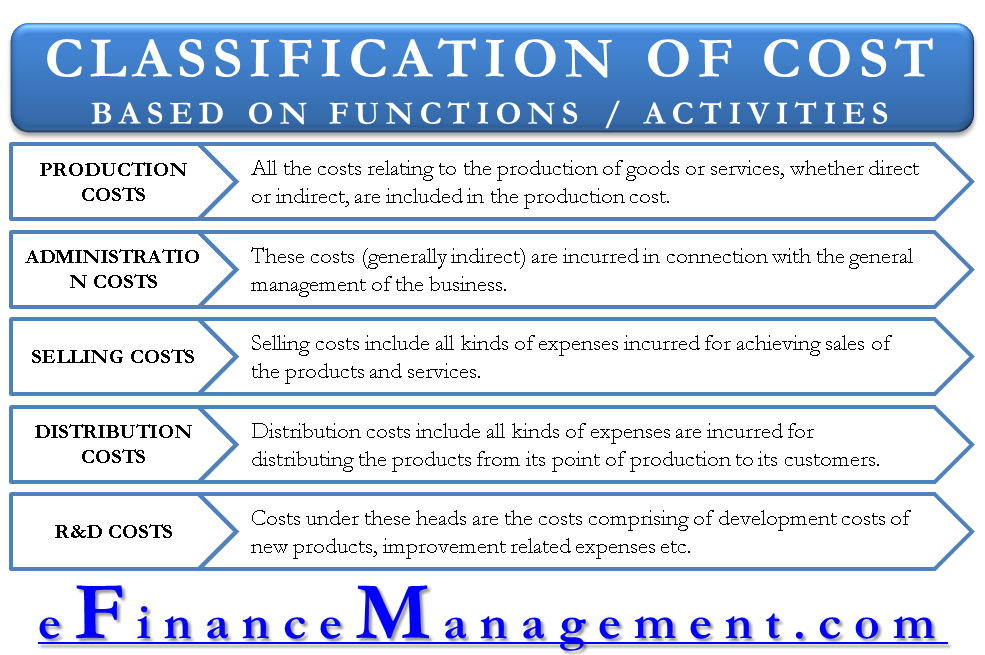 CLASSIFICATION OF COST
BASED ON FUNCTIONS / ACTIVITIES
PRODUCTION
COSTS
All the costs relating to the production of goods or services, whether direct
or indirect, are included in the production cost.
ADMINISTRATIO
N COSTS
These costs (generally indirect) are incurred in connection with the general
management of the business.
SELLING COSTS
Selling costs include all kinds of expenses incurred for achieving sales of
the products and services.
DISTRIBUTION
COSTS
Distribution costs include all kinds of expenses are incurred for
distributing the products from its point of production to its customers.
R&D COSTS
Costs under these heads are the costs comprising of development costs of
new products, improvement related expenses etc.
eFinanceManagement.com